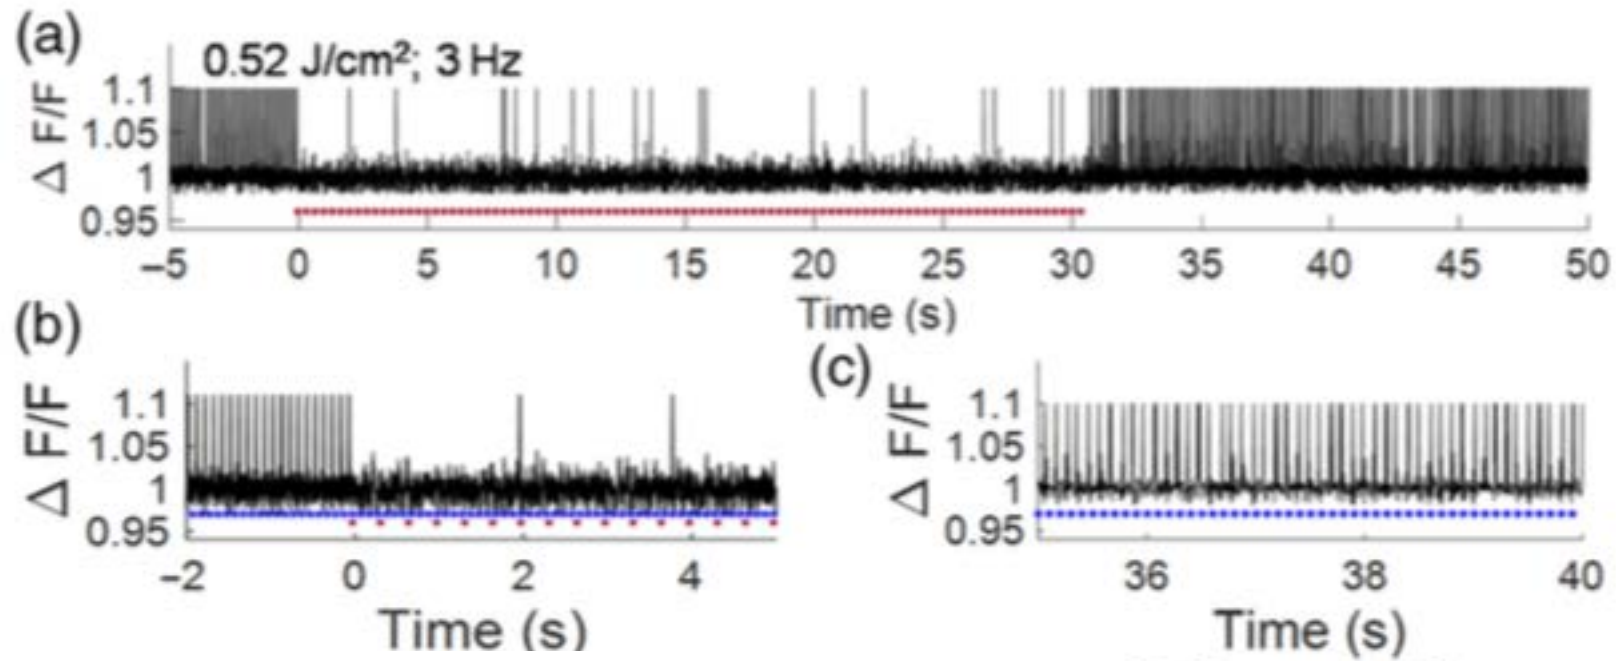 (a)
0.52 J/cm²; 3 Hz
Δ F/F
1.1
1.05
1
0.95
–5 0 5 10 15 20 25 30 35 40 45 50
Time (s)
(b)
Δ F/F
1.1
1.05
1
0.95
–2 0 2 4
Time (s)
(c)
Δ F/F
1.1
1.05
1
0.95
36 38 40
Time (s)